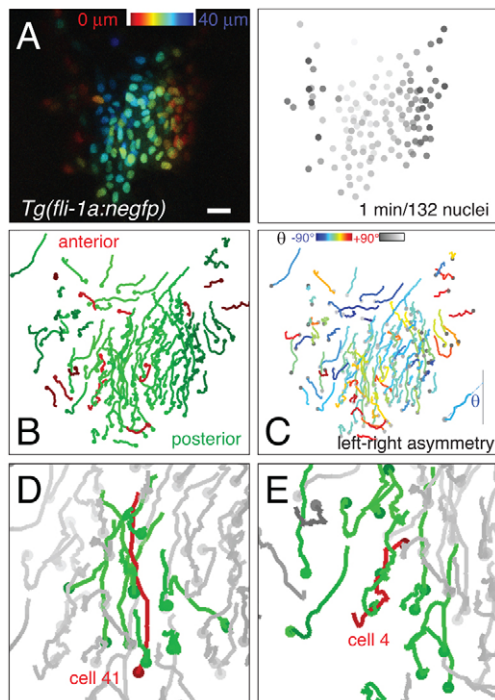 A
0 μm
40 μm
Tg(fli-1a:negfp)
1 min/132 nuclei
anterior
B
posterior
θ -90° +90°
θ
C
left-right asymmetry
D
cell 41
E
cell 4